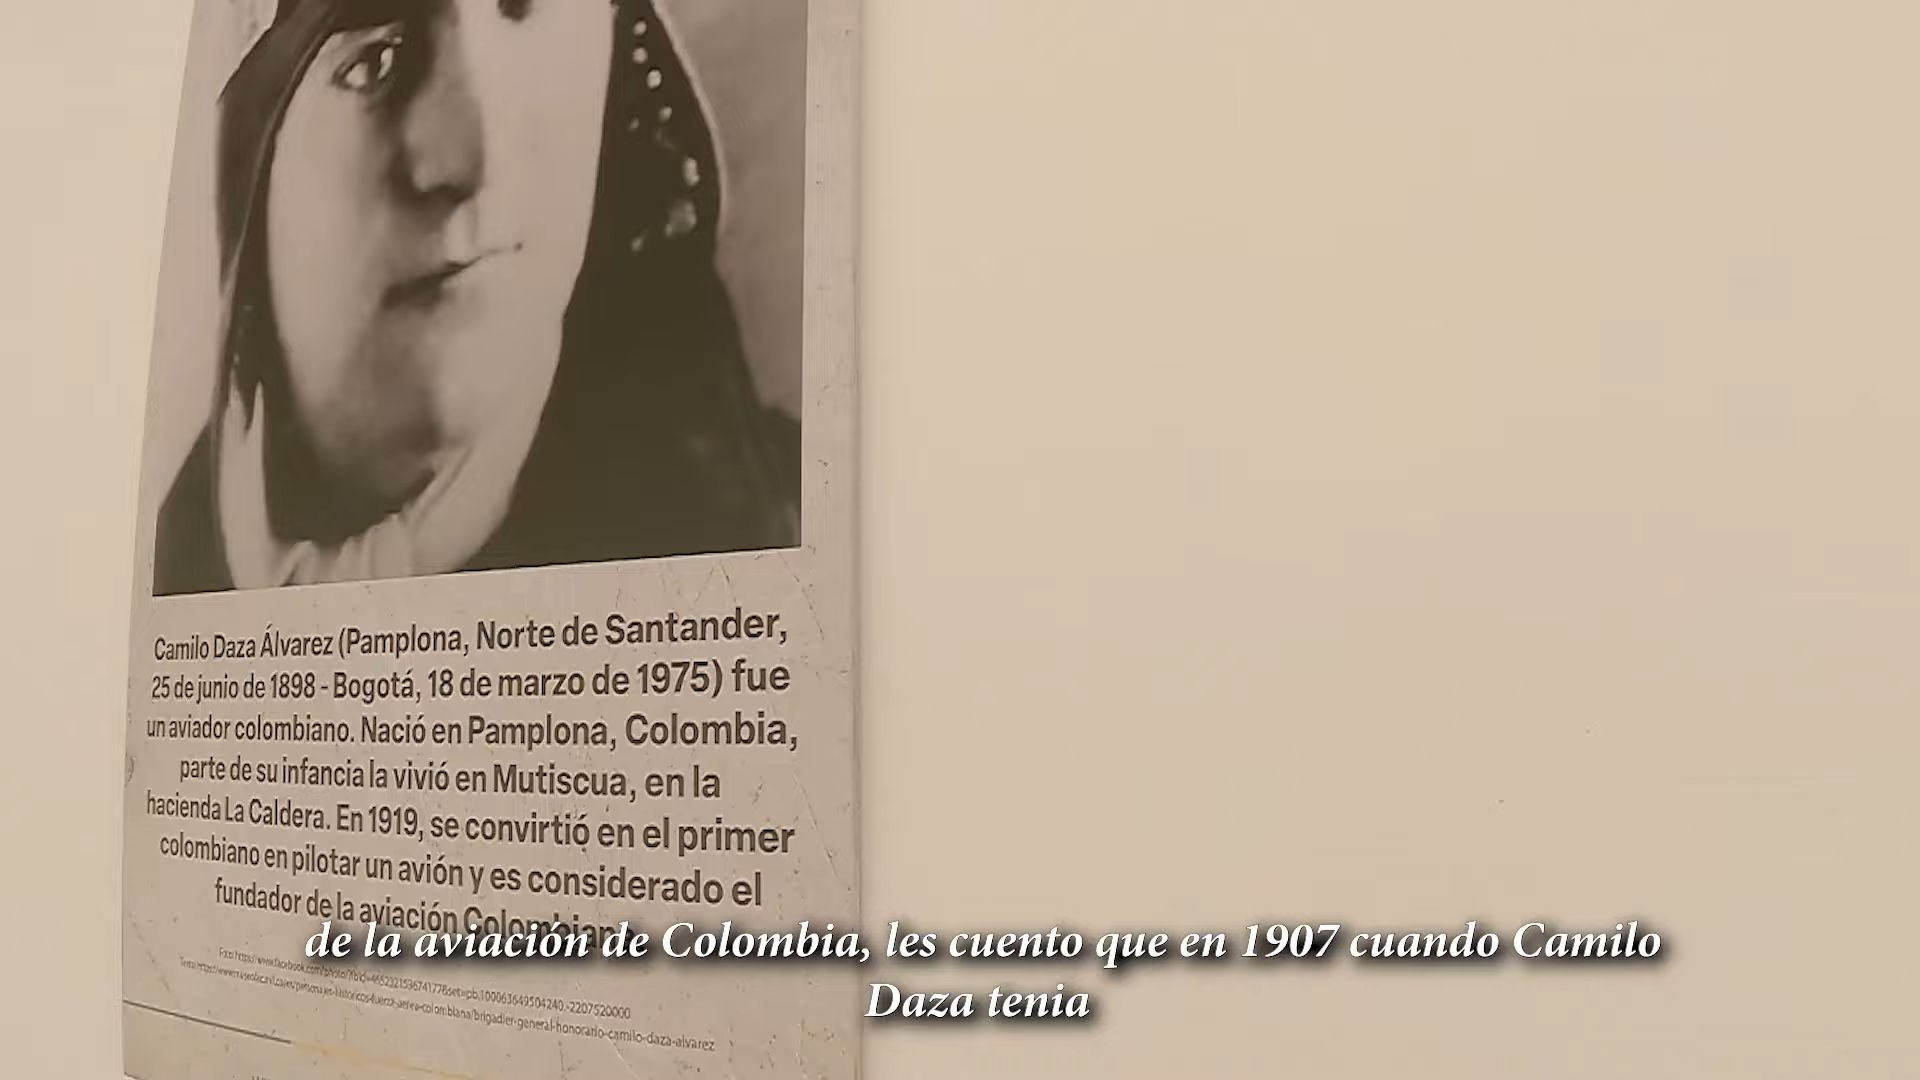 Camilo Daza Álvarez (Pamplona, Norte de Santander,
25 de junio de 1898 - Bogotá, 18 de marzo de 1975) fue
un aviador colombiano. Nació en Pamplona, Colombia,
parte de su infancia la vivió en Mutiscua, en la
hacienda La Caldera. En 1919, se convirtió en el primer
colombiano en pilotar un avión y es considerado el
fundador de la aviación Colombiana
de la aviación de Colombia, les cuento que en 1907 cuando Camilo
Daza tenia